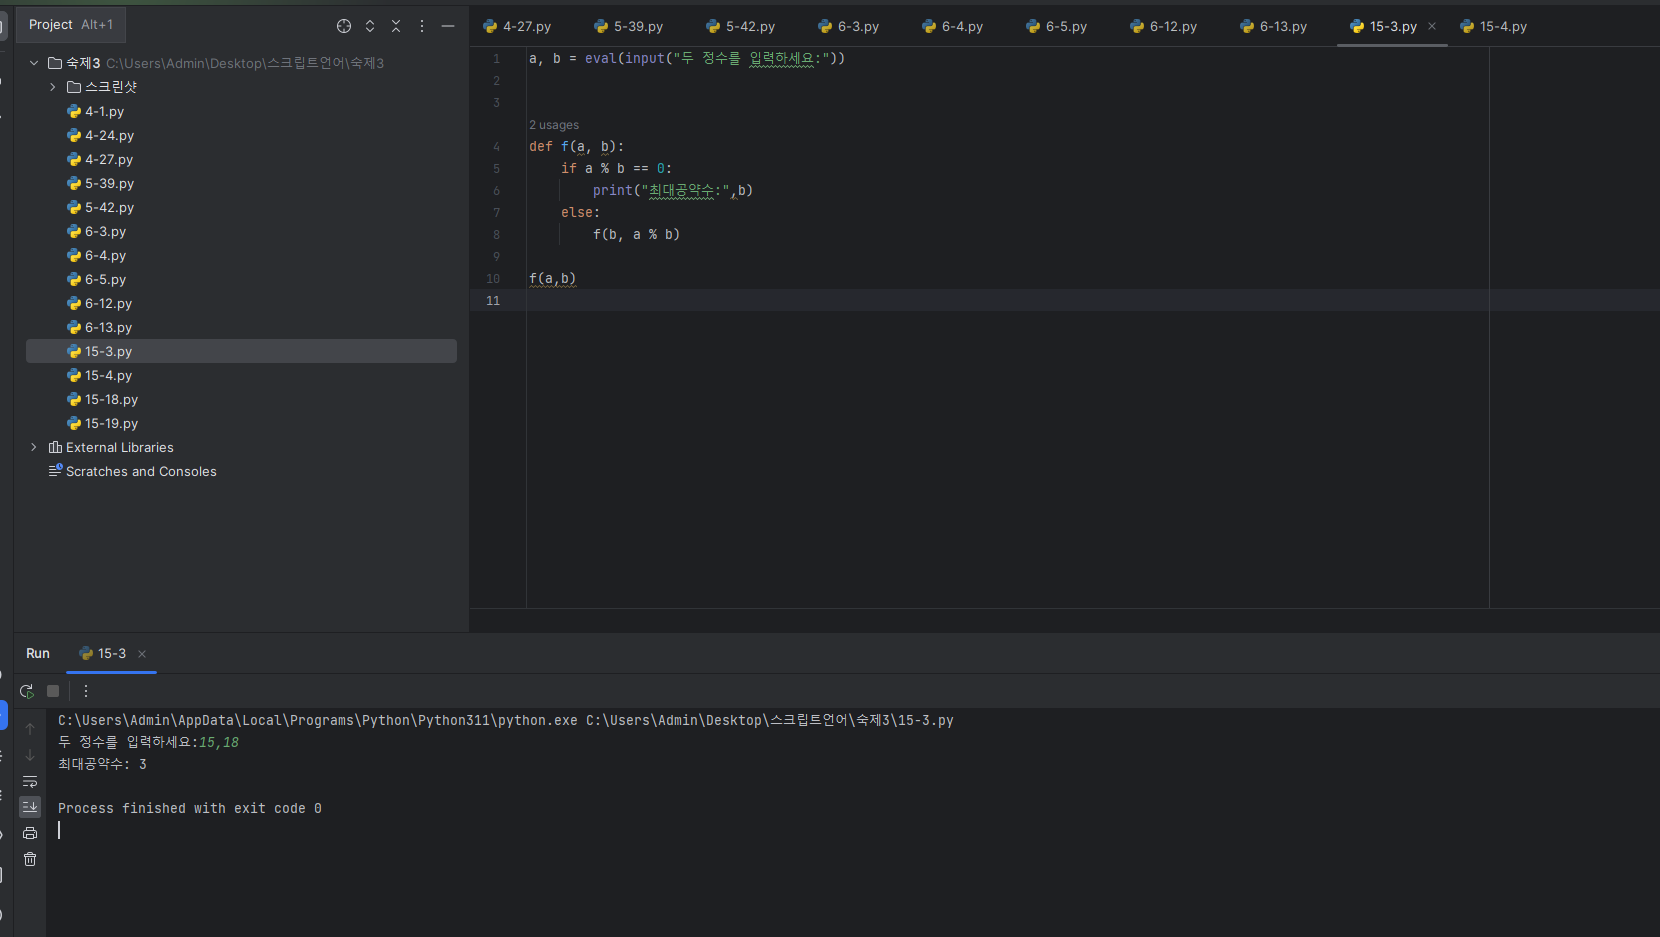 Project Alt+1
숙제3 C:\Users\Admin\Desktop\스크립트언어\숙제3
스크린샷
4-1.py
4-24.py
4-27.py
5-39.py
5-42.py
6-3.py
6-4.py
6-5.py
6-12.py
6-13.py
15-3.py
15-4.py
15-18.py
15-19.py
External Libraries
Scratches and Consoles
4-27.py 5-39.py 5-42.py 6-3.py 6-4.py 6-5.py 6-12.py 6-13.py 15-3.py 15-4.py
1 a, b = eval(input("두 정수를 입력하세요:"))
2
3
2 usages
4 def f(a, b):
5 if a % b == 0:
6 print("최대공약수:",b)
7 else:
8 f(b, a % b)
9
10 f(a,b)
11
Run 15-3
C:\Users\Admin\AppData\Local\Programs\Python\Python311\python.exe C:\Users\Admin\Desktop\스크립트언어\숙제3\15-3.py
두 정수를 입력하세요:15,18
최대공약수: 3
Process finished with exit code 0